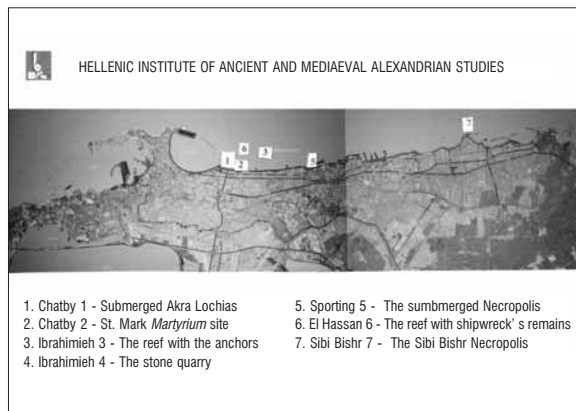 HELLENIC INSTITUTE OF ANCIENT AND MEDIAEVAL ALEXANDRIAN STUDIES
7
6
3
1
2
5
1. Chatby 1 - Submerged Akra Lochias
2. Chatby 2 - St. Mark Martyrium site
3. Ibrahimieh 3 - The reef with the anchors
4. Ibrahimieh 4 - The stone quarry
5. Sporting 5 - The sumbmerged Necropolis
6. El Hassan 6 - The reef with shipwreck' s remains
7. Sibi Bishr 7 - The Sibi Bishr Necropolis